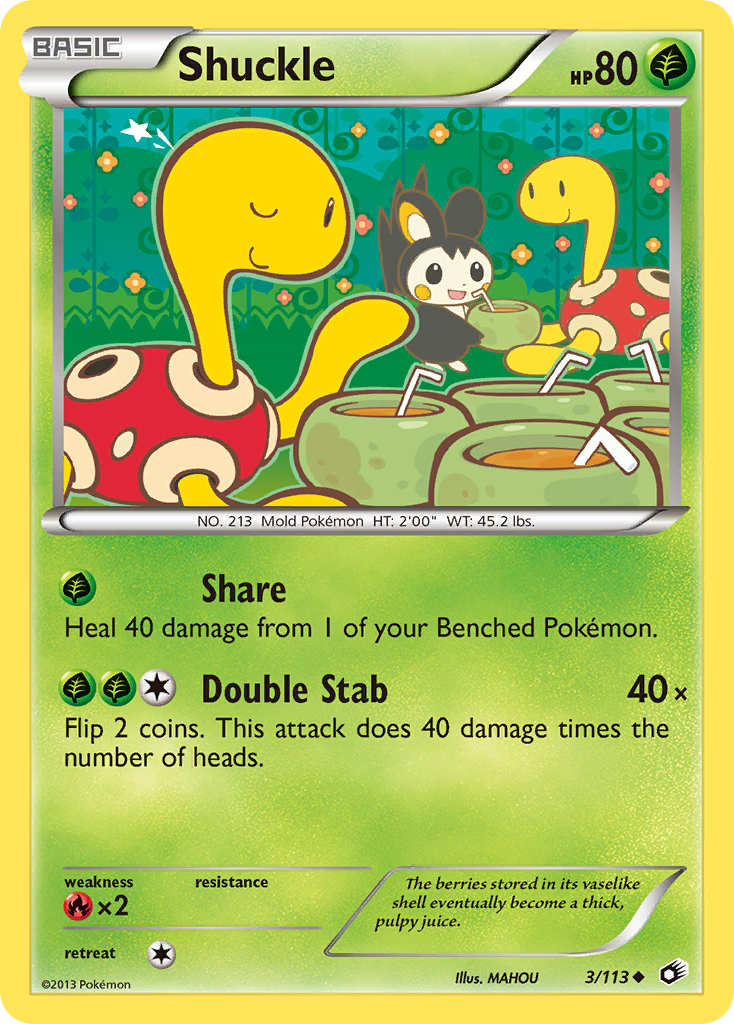 BASIC
Shuckle
HP80
NO. 213 Mold Pokémon HT: 2'00" WT: 45.2 lbs.
Share
Heal 40 damage from 1 of your Benched Pokémon.
Double Stab 40×
Flip 2 coins. This attack does 40 damage times the
number of heads.
weakness resistance
×2
The berries stored in its vaselike
shell eventually become a thick,
pulpy juice.
retreat
©2013 Pokémon
Illus. MAHOU
3/113